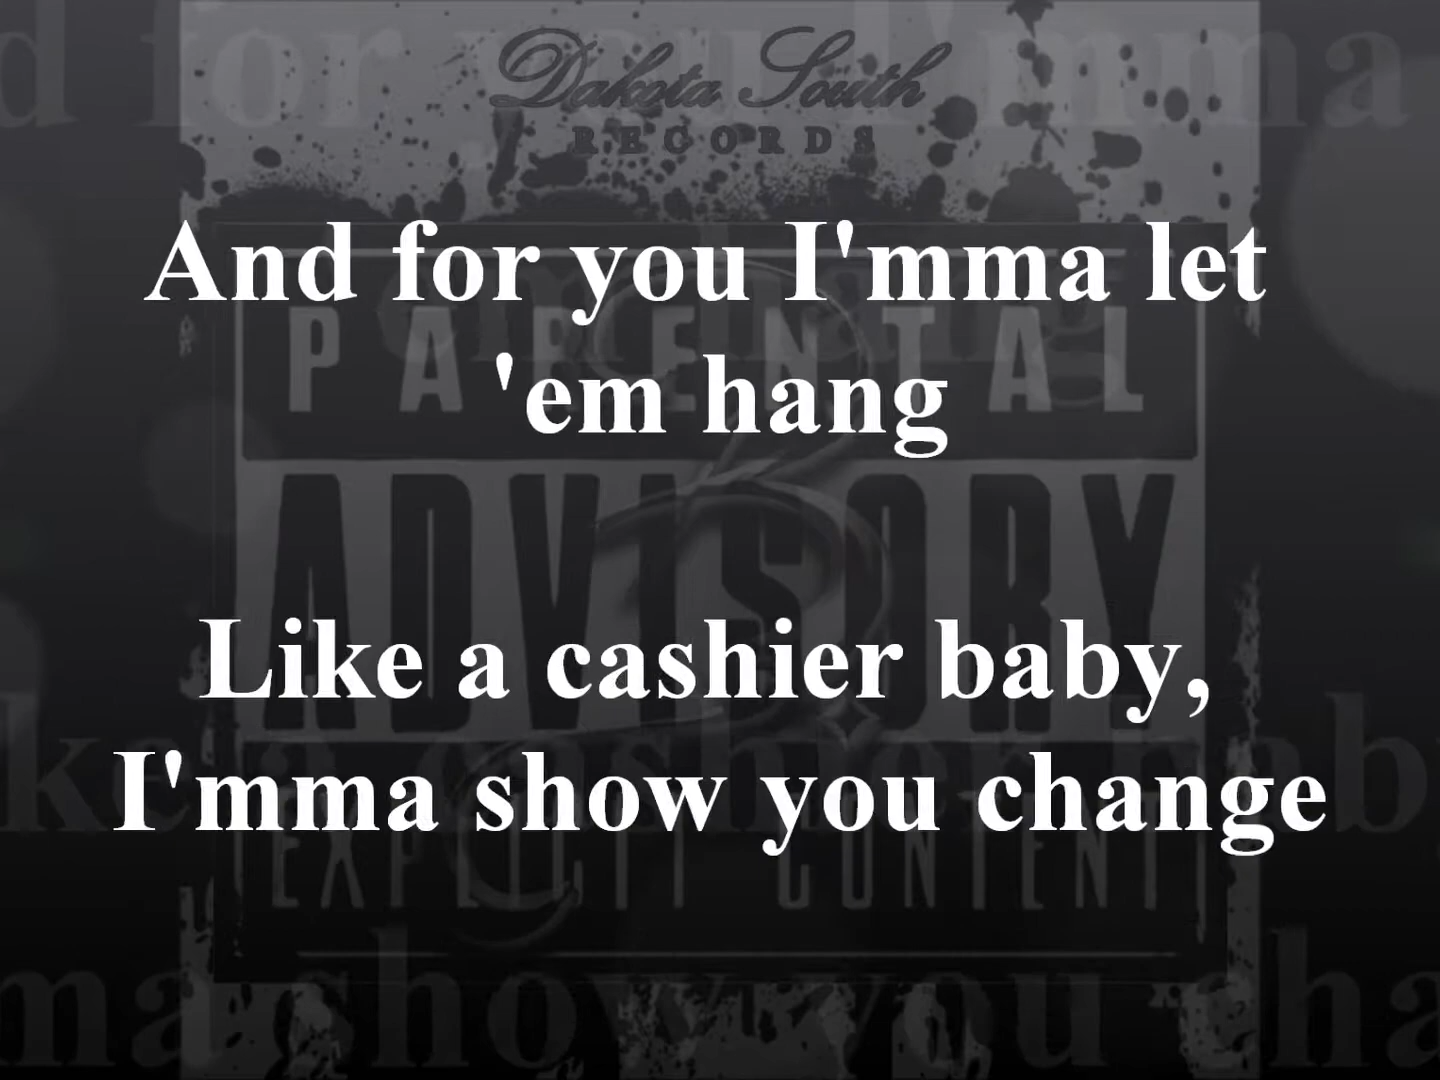 Dakota South
RECORDS
And for you I'mma let
'em hang
PARENTAL
ADVISORY
Like a cashier baby,
I'mma show you change
EXPLICIT CONTENT